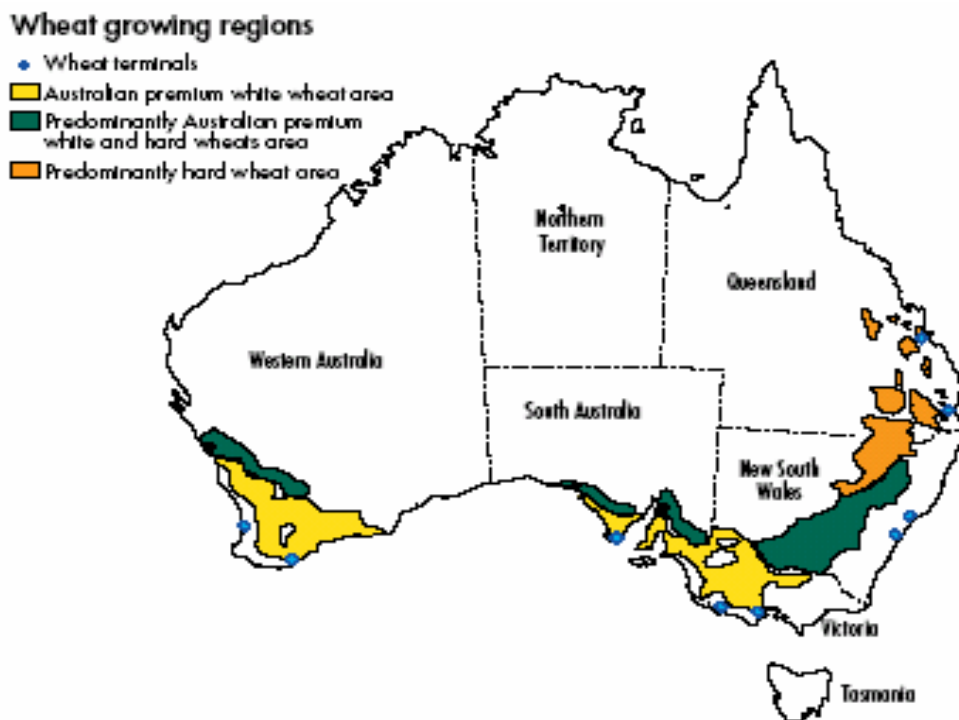 Wheat growing regions
Wheat terminals
Australian premium white wheat area
Predominantly Australian premium
white and hard wheats area
Predominantly hard wheat area
Northern
Territory
Queensland
Western Australia
South Australia
New South
Wales
Victoria
Tasmania